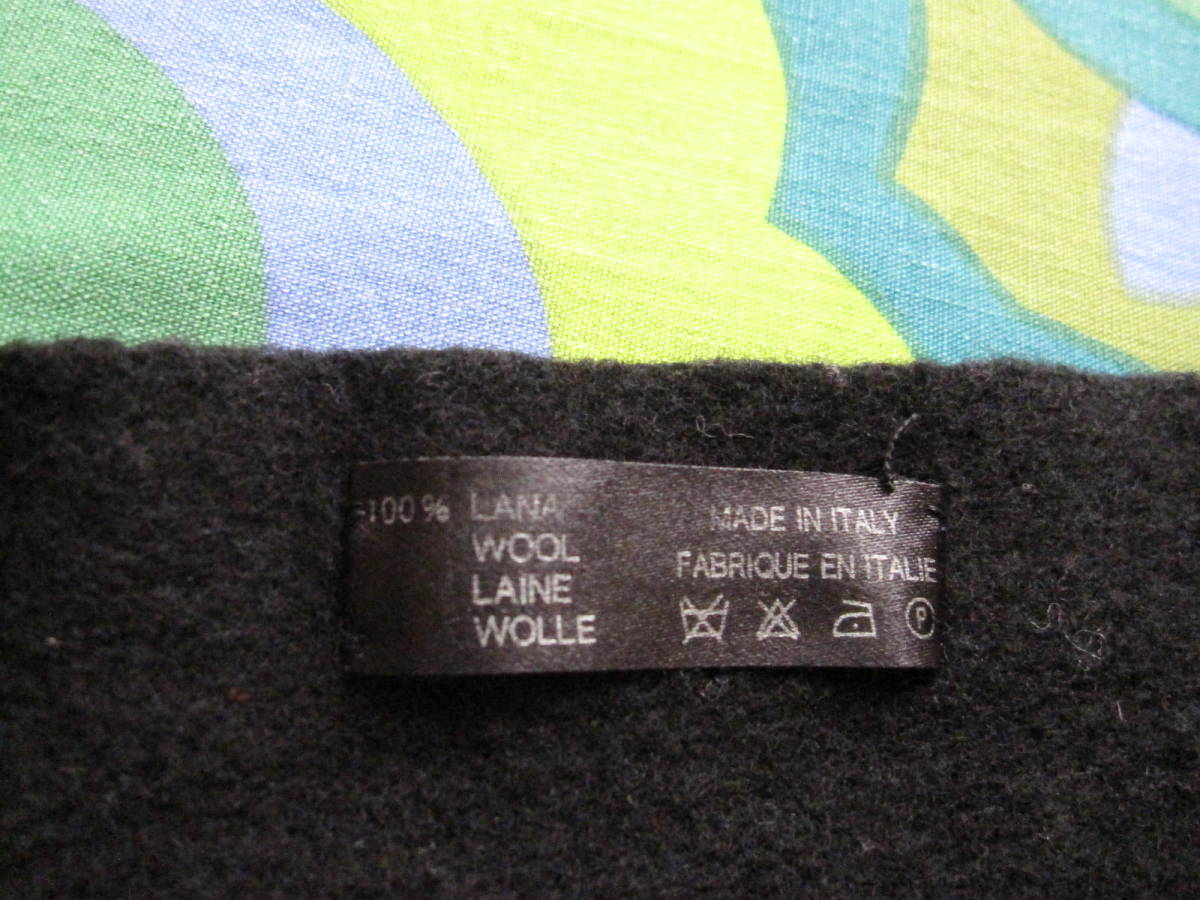 100% LANA
WOOL
LAINE
WOLLE
MADE IN ITALY
FABRIQUE EN ITALIE
P